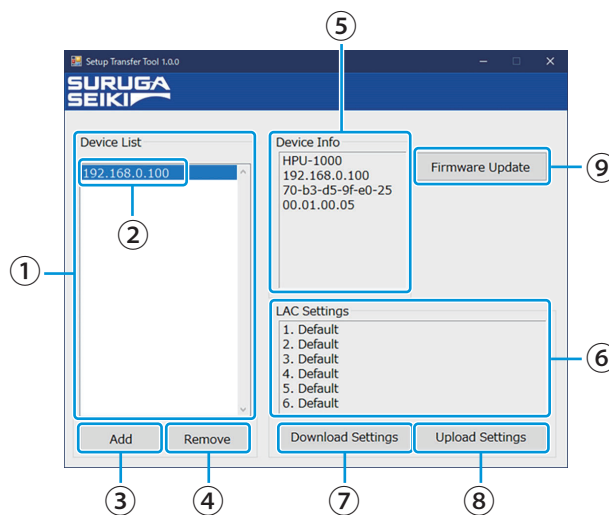 ⑤
Setup Transfer Tool 1.0.0
SURUGA
SEIKI
Device List
192.168.0.100
②
①
Device Info
HPU-1000
192.168.0.100
70-b3-d5-9f-e0-25
00.01.00.05
Firmware Update
⑨
LAC Settings
1. Default
2. Default
3. Default
4. Default
5. Default
6. Default
⑥
Add
Remove
Download Settings
Upload Settings
③
④
⑦
⑧